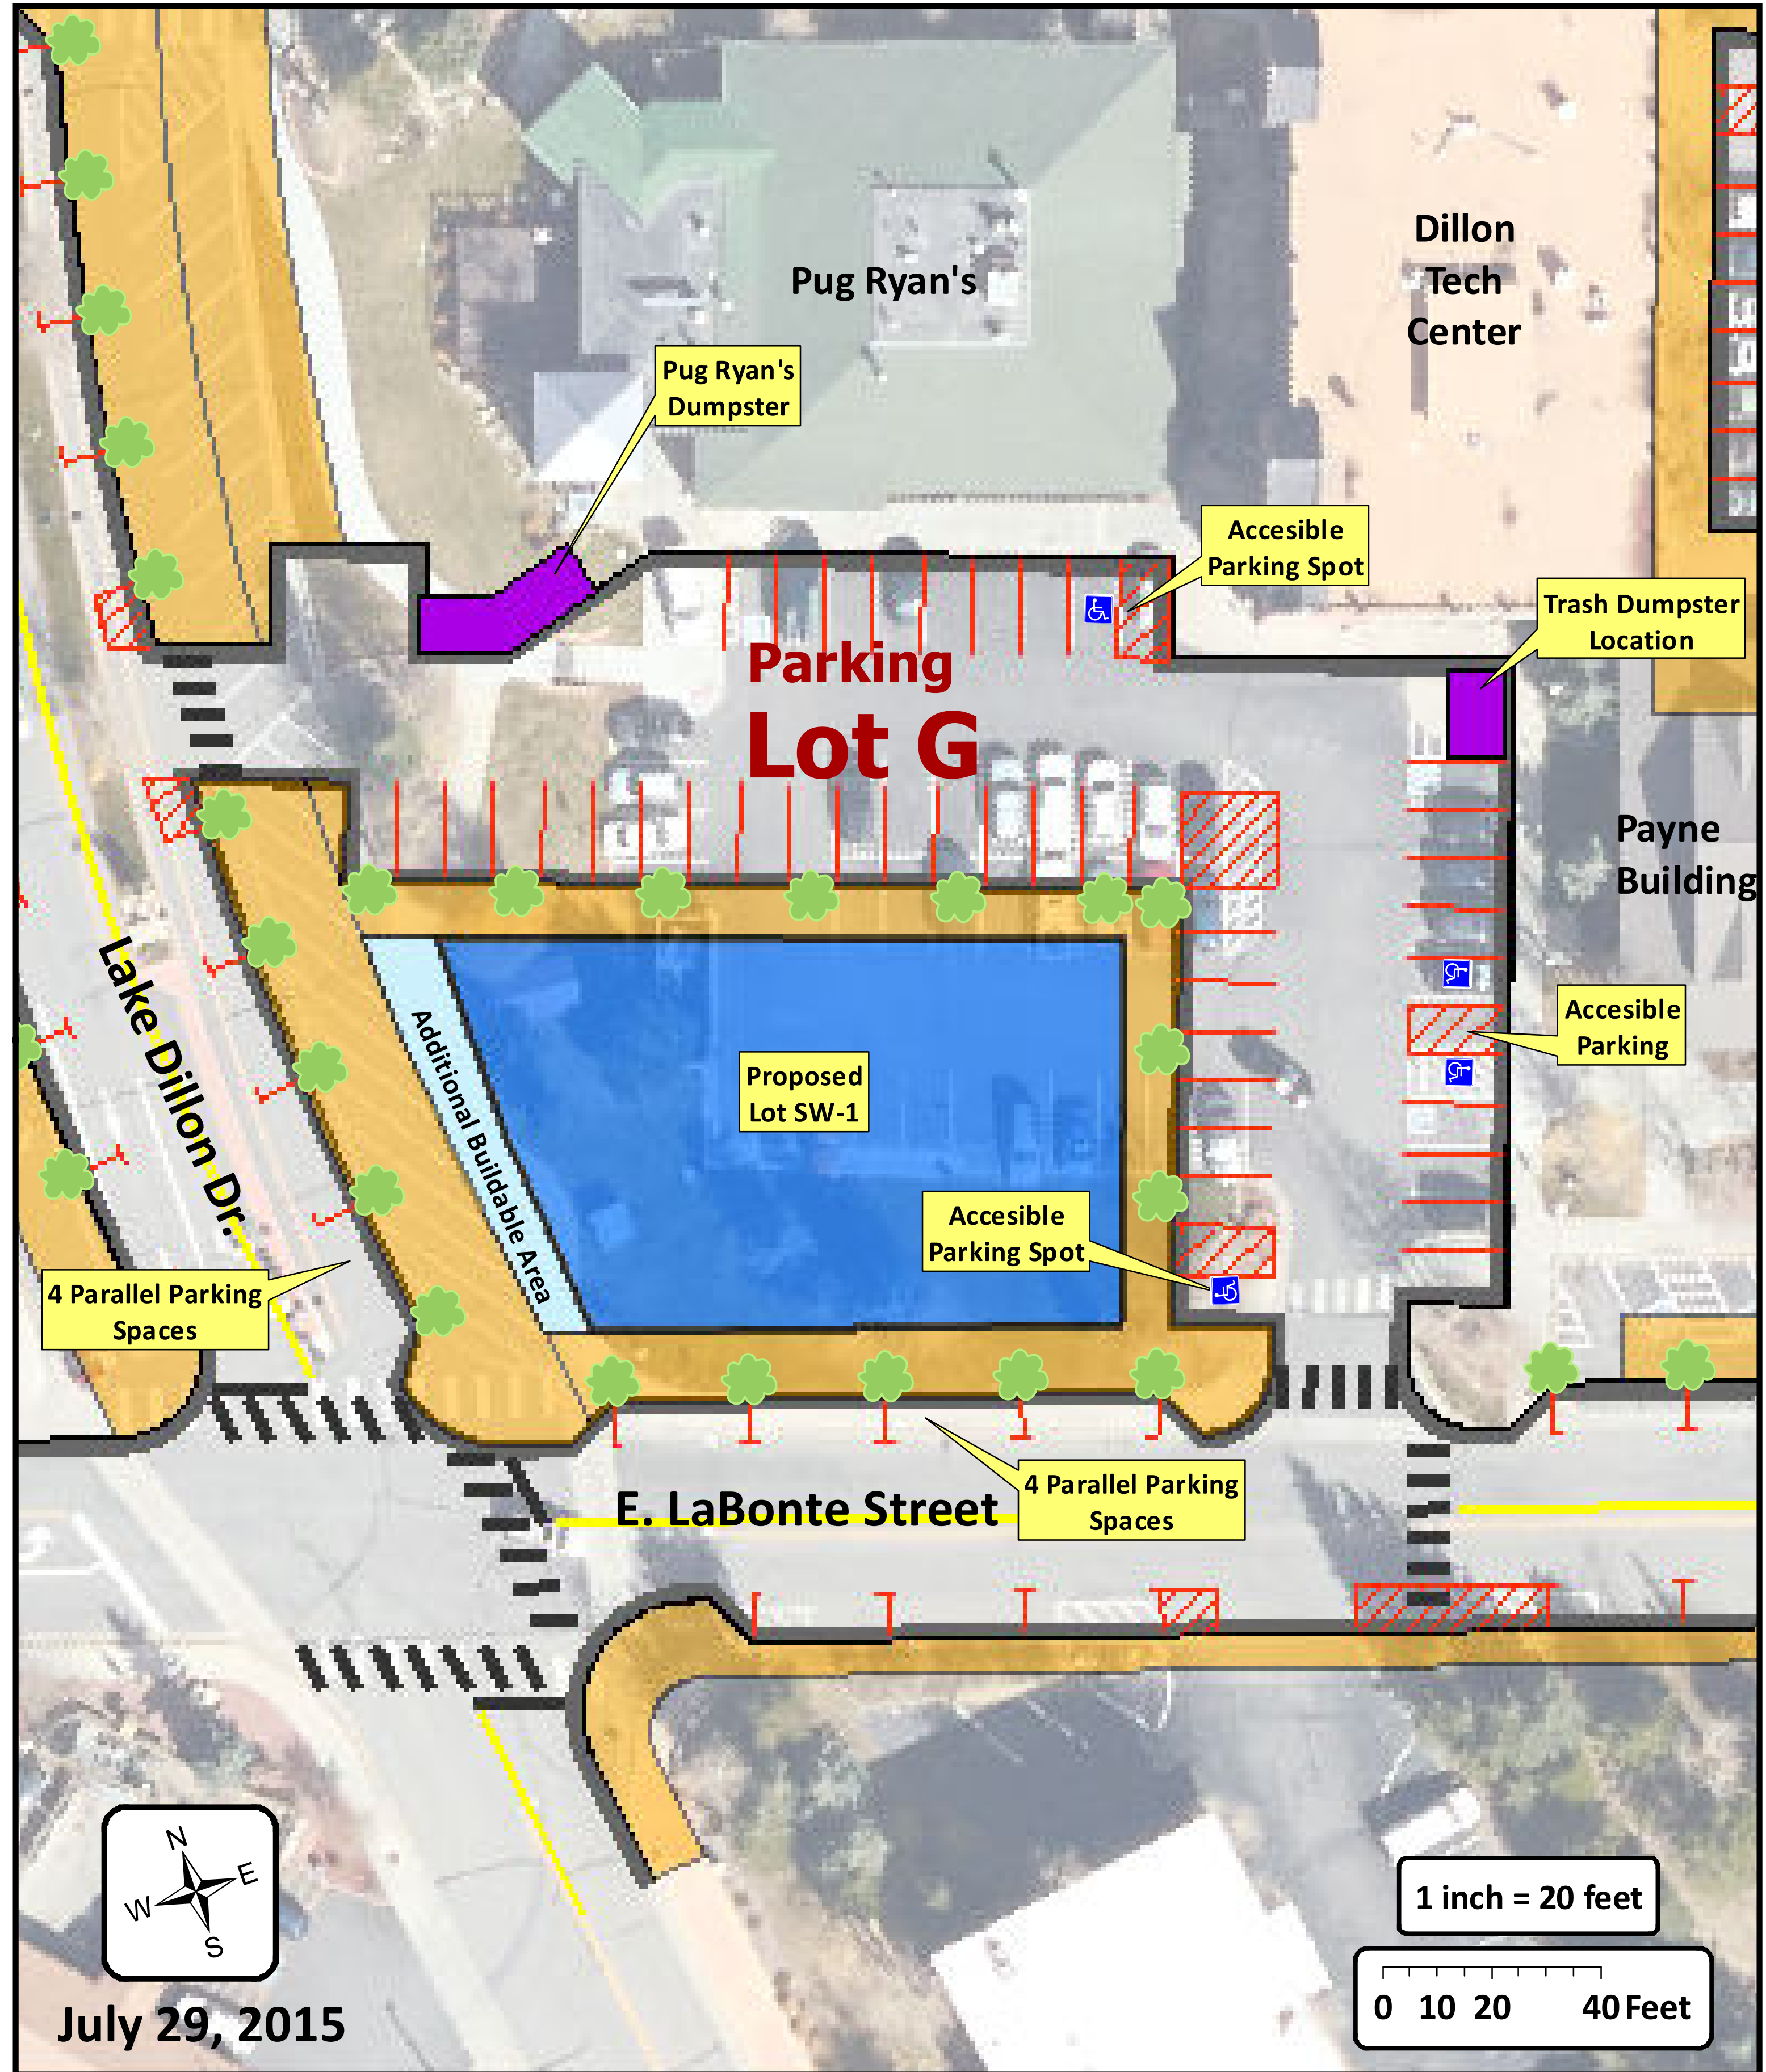 Dillon
Tech
Center
Pug Ryan's
Pug Ryan's
Dumpster
Accesible
Parking Spot
Trash Dumpster
Location
Parking
Lot G
Payne
Building
Lake Dillon Dr.
Additional Buildable Area
Accesible
Parking
Proposed
Lot SW-1
Accesible
Parking Spot
4 Parallel Parking
Spaces
4 Parallel Parking
Spaces
E. LaBonte Street
N
E
W
S
1 inch = 20 feet
0 10 20 40 Feet
July 29, 2015